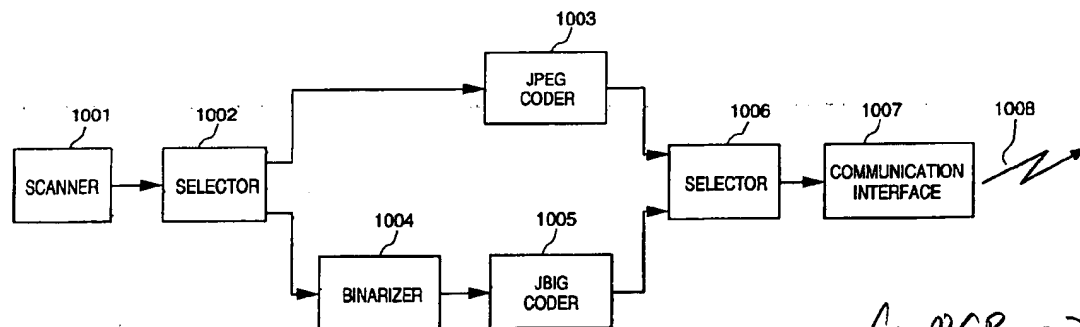 1003
JPEG
CODER
1001
1002
1006
1007
1008
SCANNER
SELECTOR
SELECTOR
COMMUNICATION
INTERFACE
1004
1005
BINARIZER
JBIG
CODER